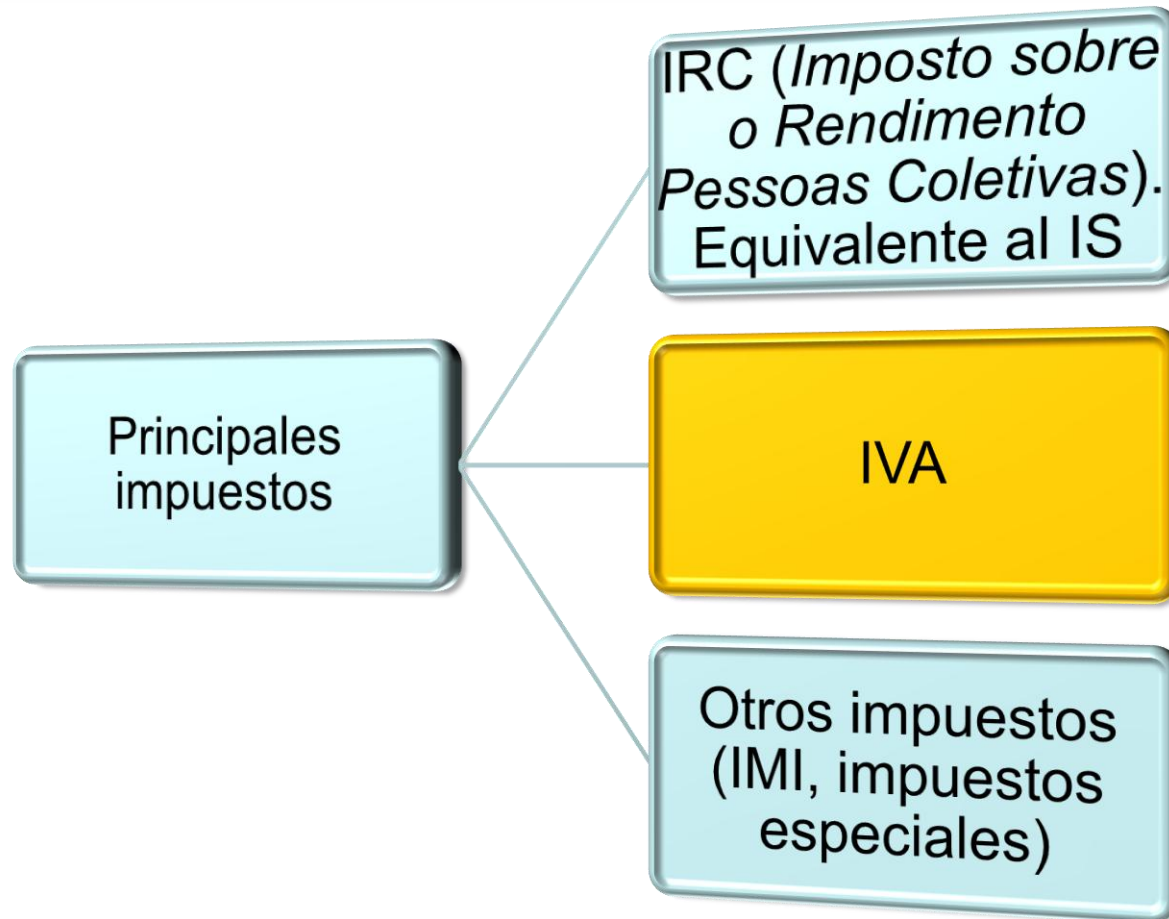 Principales
impuestos
IRC (Imposto sobre
o Rendimento
Pessoas Coletivas).
Equivalente al IS
IVA
Otros impuestos
(IMI, impuestos
especiales)